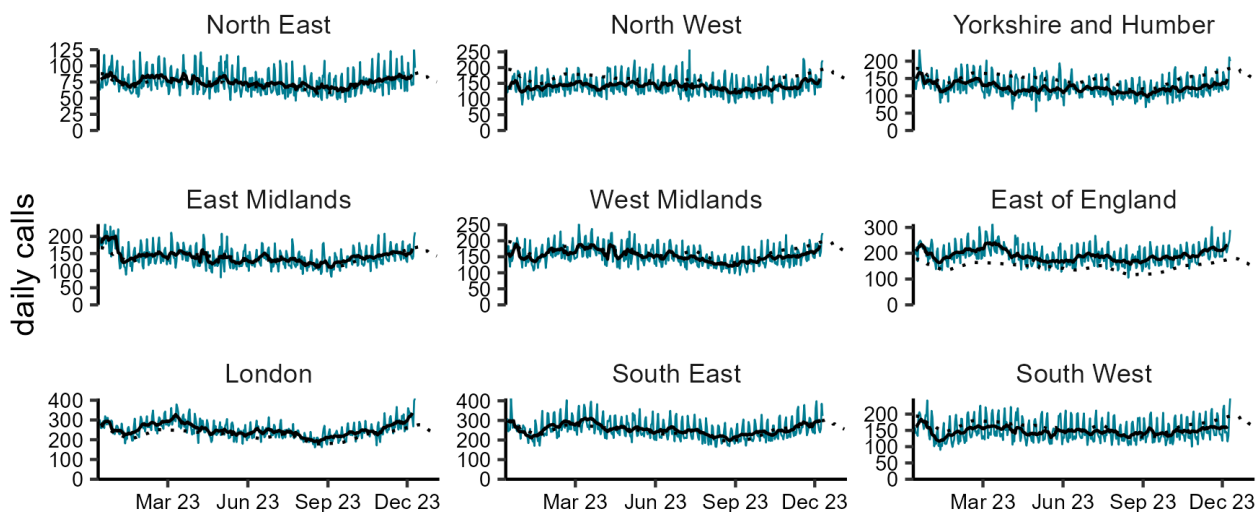 North East North West Yorkshire and Humber
125 100 75 50 25 0
250 200 150 100 50 0
200 150 100 50 0
daily calls
East Midlands West Midlands East of England
200 150 100 50 0
250 200 150 100 50 0
300 200 100 0
London South East South West
400 300 200 100 0
400 300 200 100 0
200 150 100 50 0
Mar 23 Jun 23 Sep 23 Dec 23 Mar 23 Jun 23 Sep 23 Dec 23 Mar 23 Jun 23 Sep 23 Dec 23